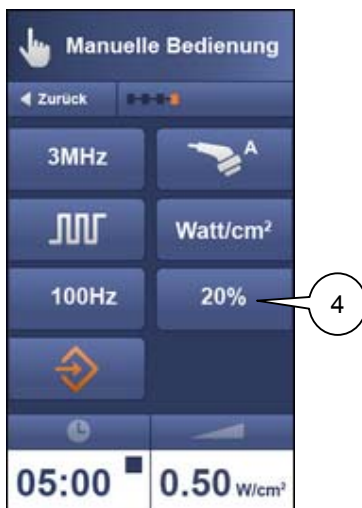 Manuelle Bedienung
Zurück
3MHz
A
Watt/cm²
100Hz
20%
4
05:00
0.50 W/cm²